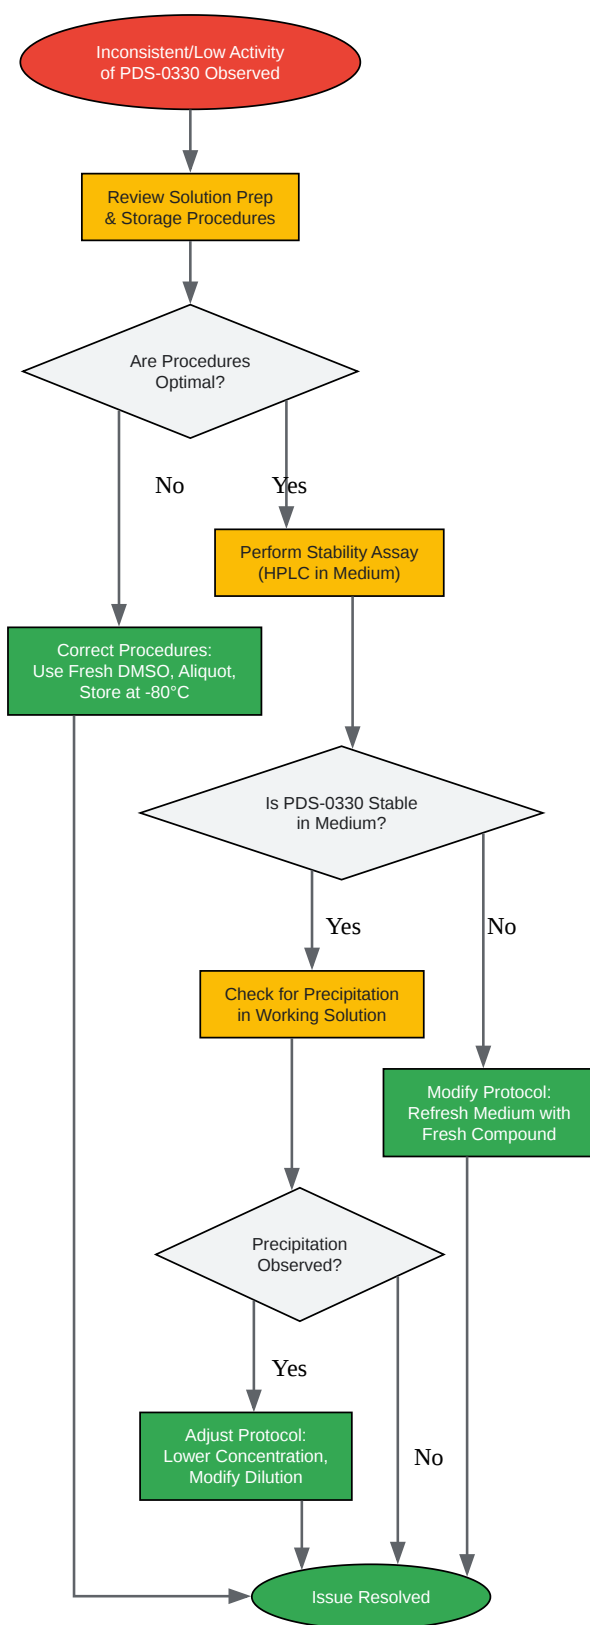 Inconsistent/Low Activity
of PDS-0330 Observed
Review Solution Prep
& Storage Procedures
Are Procedures
Optimal?
No
Yes
Perform Stability Assay
(HPLC in Medium)
Correct Procedures:
Use Fresh DMSO, Aliquot,
Store at -80°C
Is PDS-0330 Stable
in Medium?
Yes
No
Check for Precipitation
in Working Solution
Modify Protocol:
Refresh Medium with
Fresh Compound
Precipitation
Observed?
Yes
Adjust Protocol:
Lower Concentration,
Modify Dilution
No
Issue Resolved